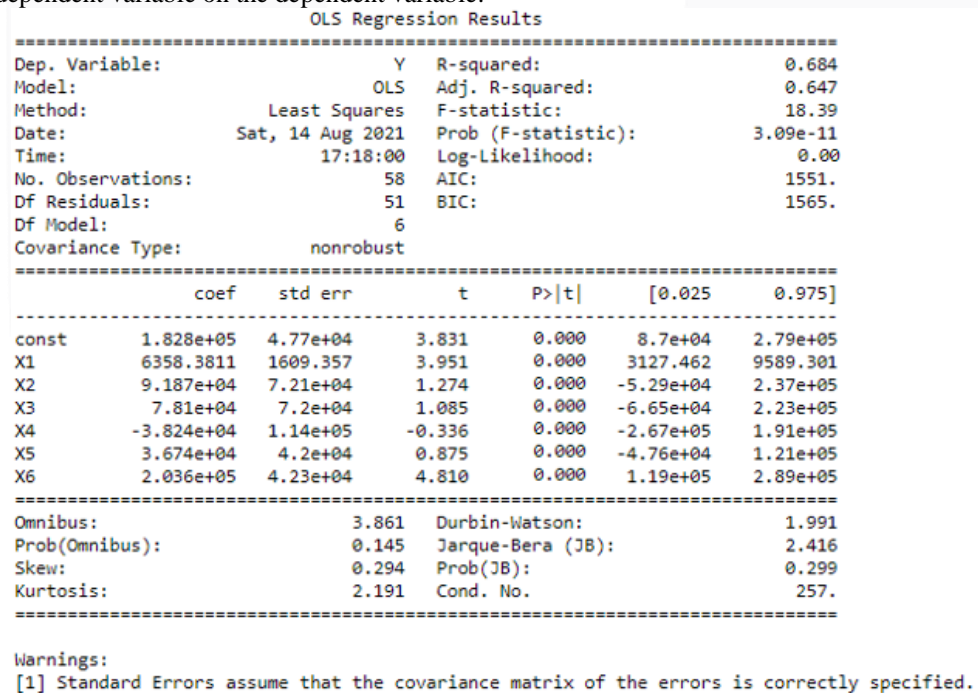 dependent variable on the dependent variable.
OLS Regression Results
Dep. Variable: Y R-squared: 0.684
Model: OLS Adj. R-squared: 0.647
Method: Least Squares F-statistic: 18.39
Date: Sat, 14 Aug 2021 Prob (F-statistic): 3.09e-11
Time: 17:18:00 Log-Likelihood: 0.00
No. Observations: 58 AIC: 1551.
Df Residuals: 51 BIC: 1565.
Df Model: 6
Covariance Type: nonrobust
coef std err t P>|t| [0.025 0.975]
const 1.828e+05 4.77e+04 3.831 0.000 8.7e+04 2.79e+05
X1 6358.3811 1609.357 3.951 0.000 3127.462 9589.301
X2 9.187e+04 7.21e+04 1.274 0.000 -5.29e+04 2.37e+05
X3 7.81e+04 7.2e+04 1.085 0.000 -6.65e+04 2.23e+05
X4 -3.824e+04 1.14e+05 -0.336 0.000 -2.67e+05 1.91e+05
X5 3.674e+04 4.2e+04 0.875 0.000 -4.76e+04 1.21e+05
X6 2.036e+05 4.23e+04 4.810 0.000 1.19e+05 2.89e+05
Omnibus: 3.861 Durbin-Watson: 1.991
Prob(Omnibus): 0.145 Jarque-Bera (JB): 2.416
Skew: 0.294 Prob(JB): 0.299
Kurtosis: 2.191 Cond. No. 257.
Warnings:
[1] Standard Errors assume that the covariance matrix of the errors is correctly specified.